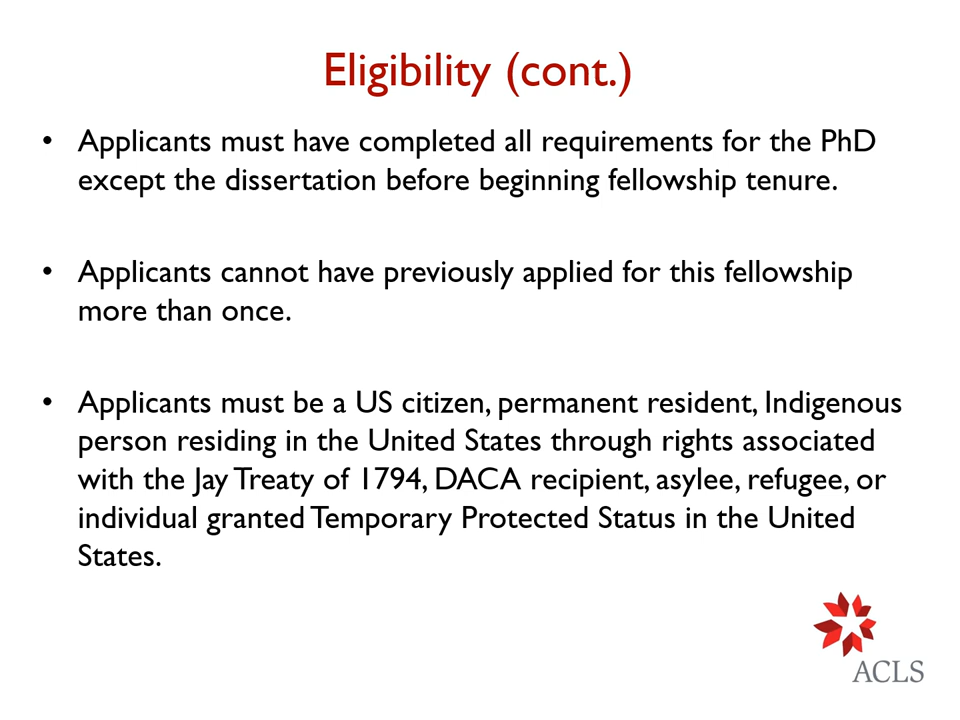 Eligibility (cont.)
• Applicants must have completed all requirements for the PhD
except the dissertation before beginning fellowship tenure.
• Applicants cannot have previously applied for this fellowship
more than once.
• Applicants must be a US citizen, permanent resident, Indigenous
person residing in the United States through rights associated
with the Jay Treaty of 1794, DACA recipient, asylee, refugee, or
individual granted Temporary Protected Status in the United
States.
ACLS